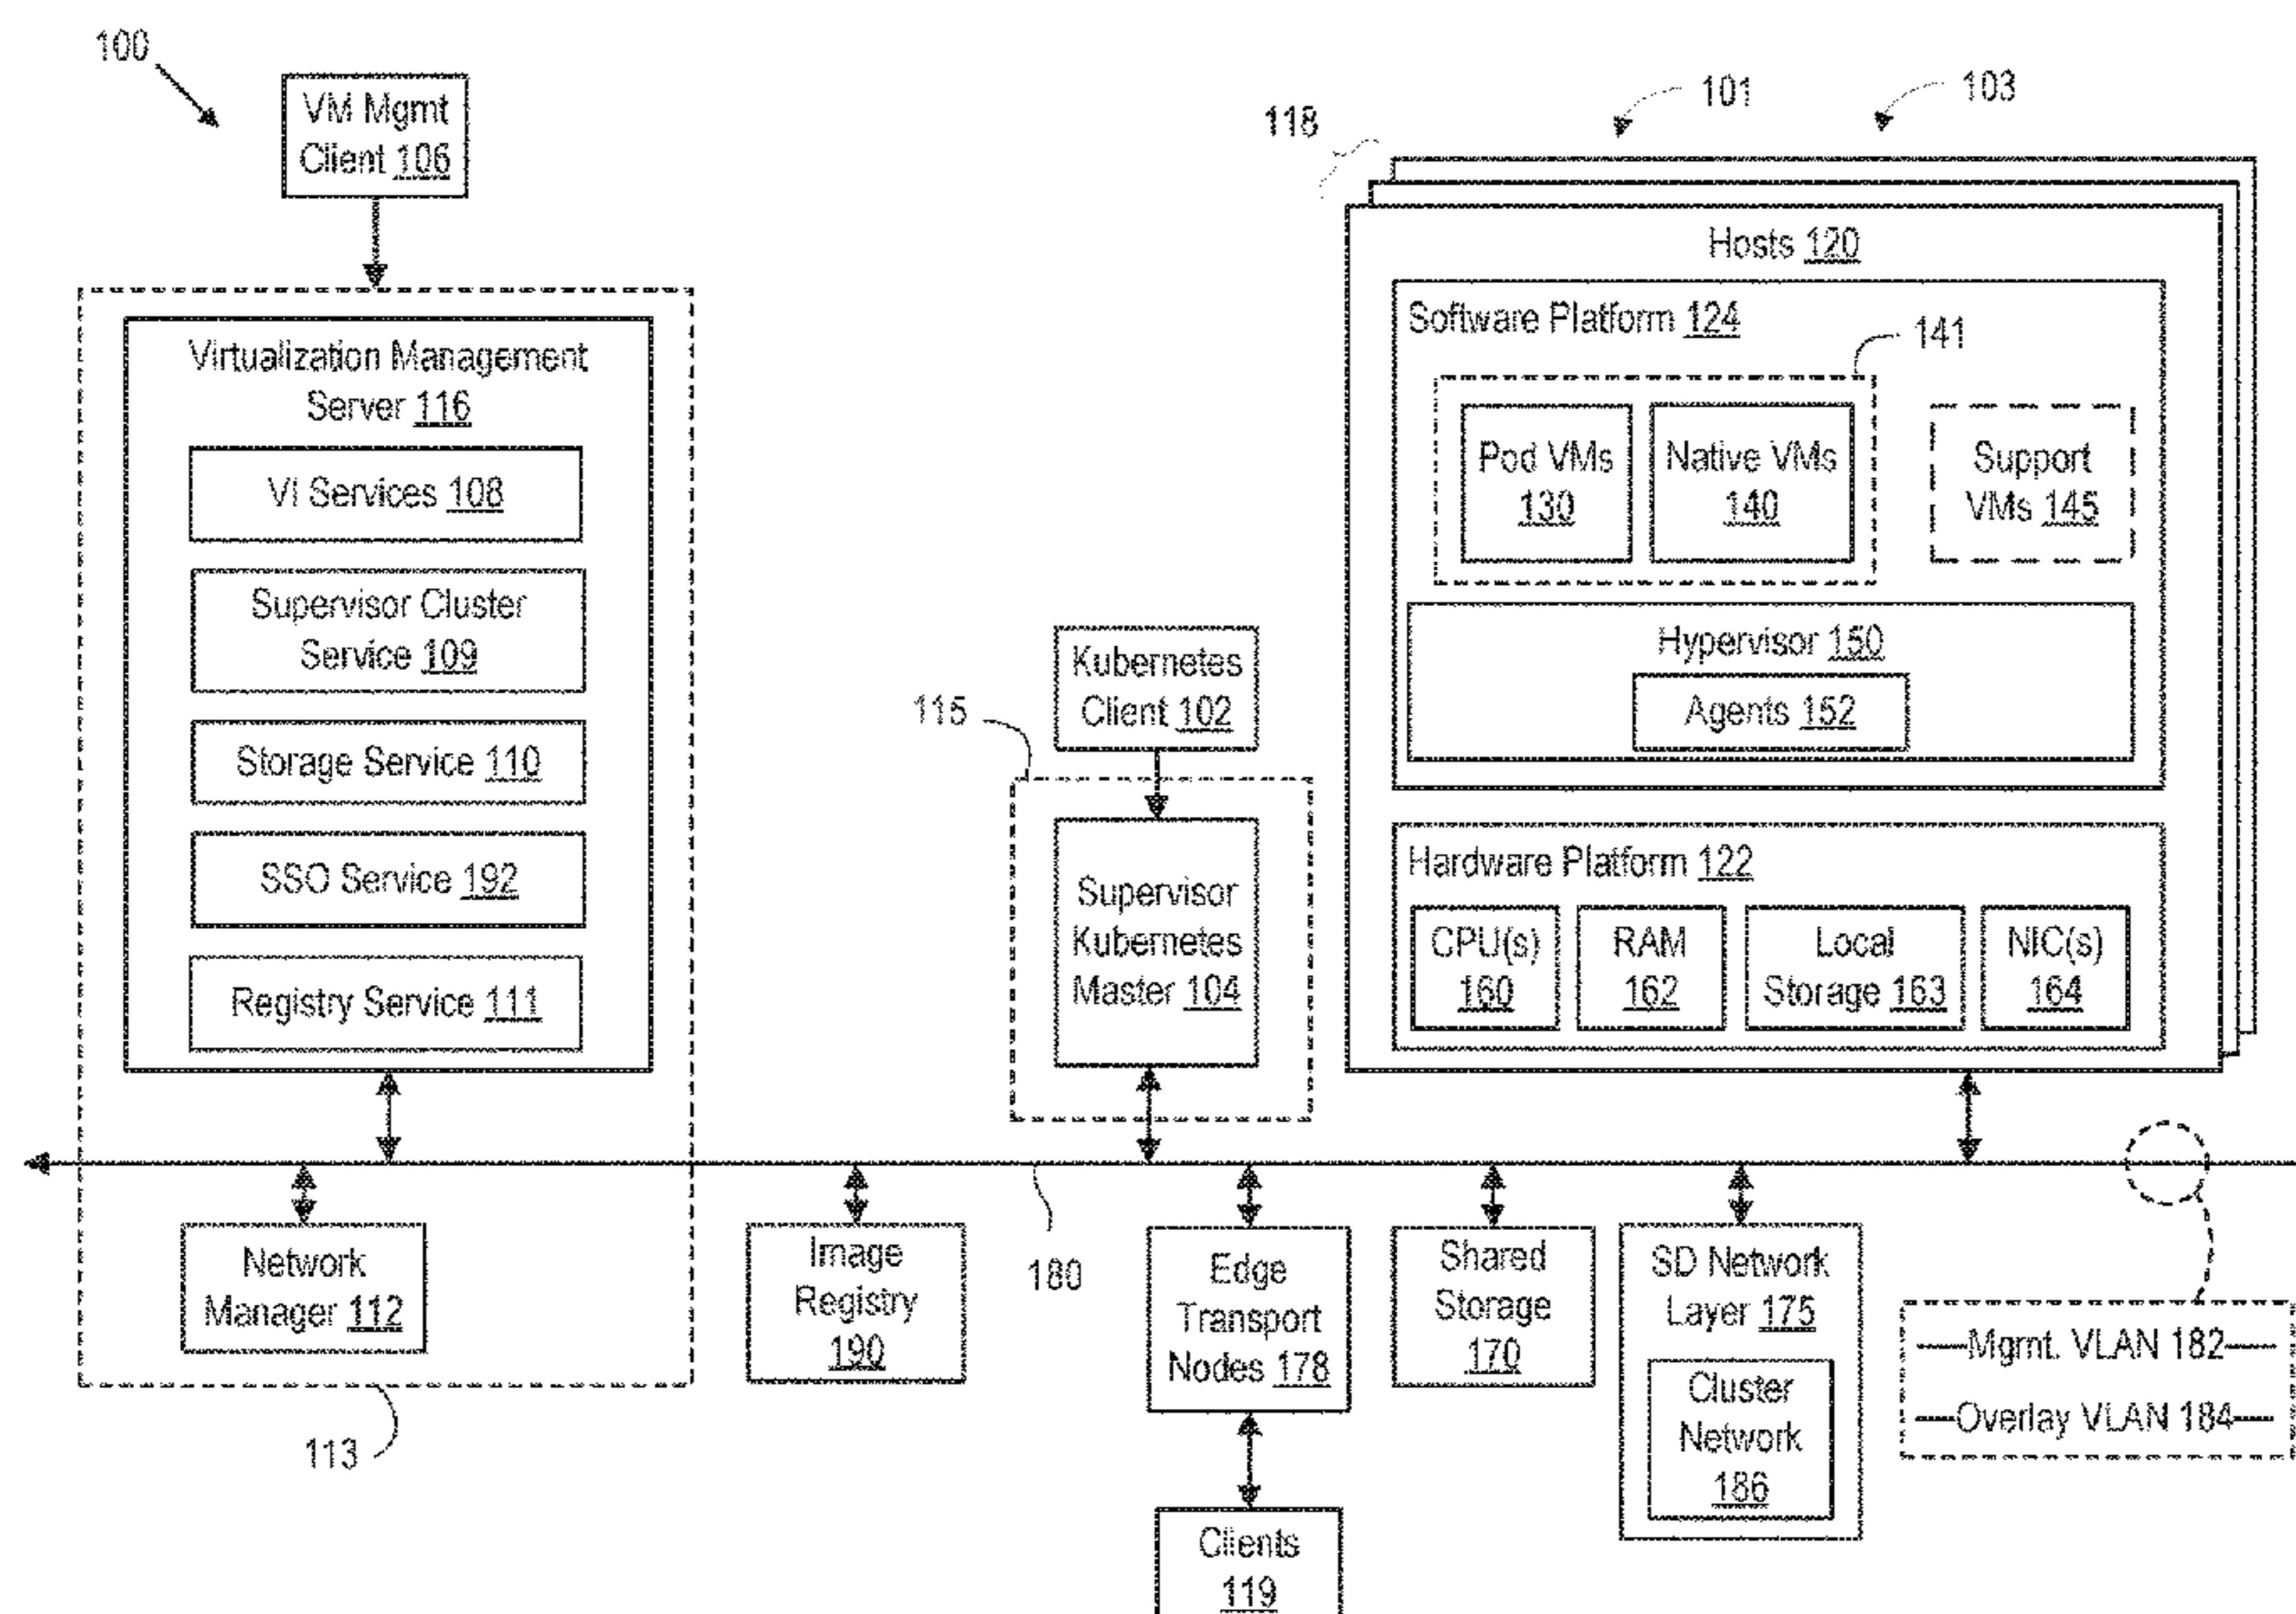 100
VM Mgmt
Client 106
118
101
103
Virtualization Management
Server 116
VI Services 108
Supervisor Cluster
Service 109
Storage Service 110
SSO Service 192
Registry Service 111
115
Kubernetes
Client 102
Supervisor
Kubernetes
Master 104
Hosts 120
Software Platform 124
141
Pod VMs
130
Native VMs
140
Support
VMs 145
Hypervisor 150
Agents 152
Hardware Platform 122
CPU(s)
160
RAM
162
Local
Storage 163
NIC(s)
164
Network
Manager 112
113
Image
Registry
190
180
Edge
Transport
Nodes 178
Clients
119
Shared
Storage
170
SD Network
Layer 175
Cluster
Network
186
Mgmt. VLAN 182
Overlay VLAN 184